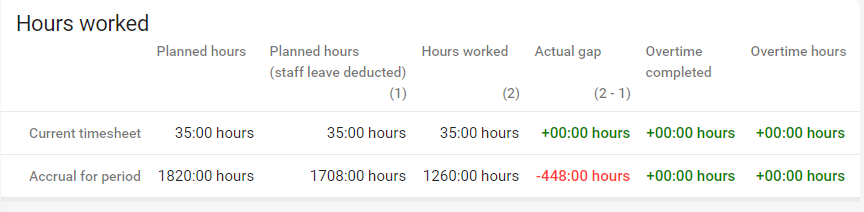 Hours worked
Planned hours Planned hours Hours worked Actual gap Overtime Overtime hours
(staff leave deducted) completed
(1) (2) (2 - 1)
Current timesheet 35:00 hours 35:00 hours 35:00 hours +00:00 hours +00:00 hours +00:00 hours
Accrual for period 1820:00 hours 1708:00 hours 1260:00 hours -448:00 hours +00:00 hours +00:00 hours